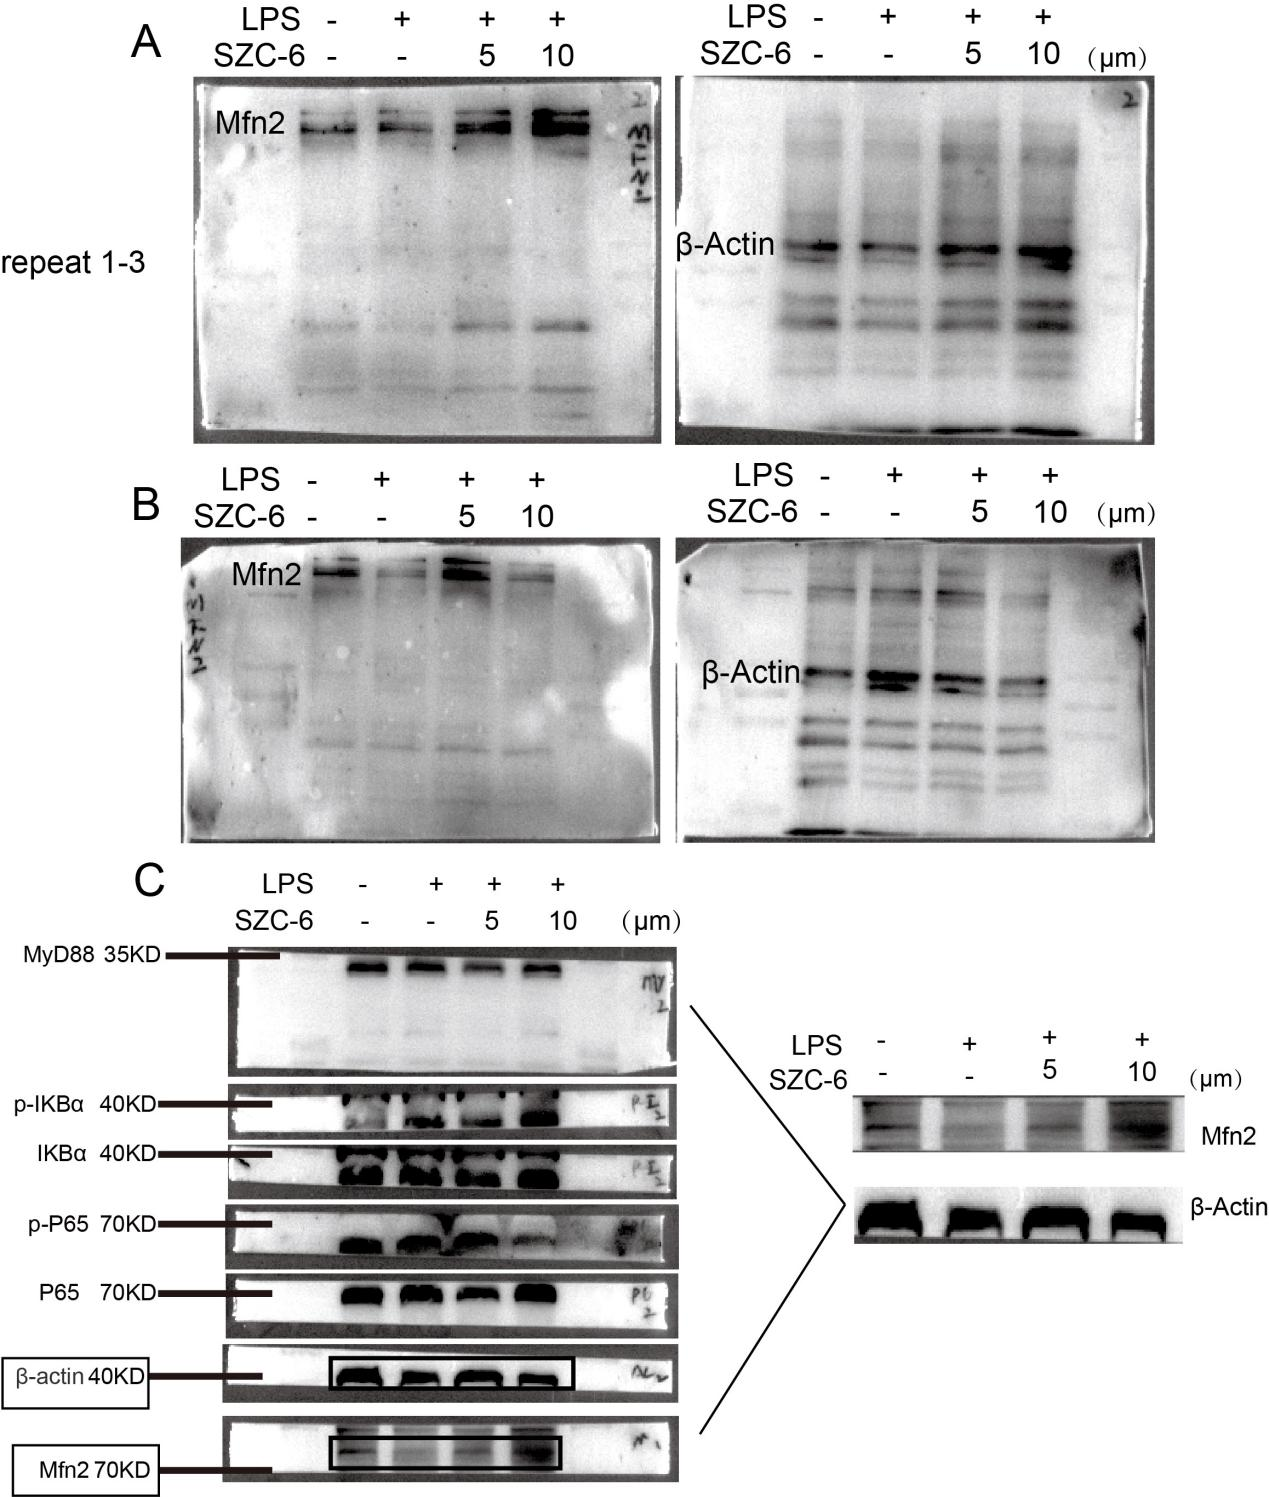 A
LPS - + + +
SZC-6 - - 5 10
LPS - + + +
SZC-6 - - 5 10 (μm)
Mfn2
2
2
β-Actin
repeat 1-3
B
LPS - + + +
SZC-6 - - 5 10
LPS - + + +
SZC-6 - - 5 10 (μm)
Mfn2
β-Actin
C
LPS - + + +
SZC-6 - - 5 10 (μm)
MyD88 35KD
p-IKBα 40KD
IKBα 40KD
p-P65 70KD
P65 70KD
β-actin 40KD
Mfn2 70KD
LPS - + + +
SZC-6 - - 5 10 (μm)
Mfn2
β-Actin